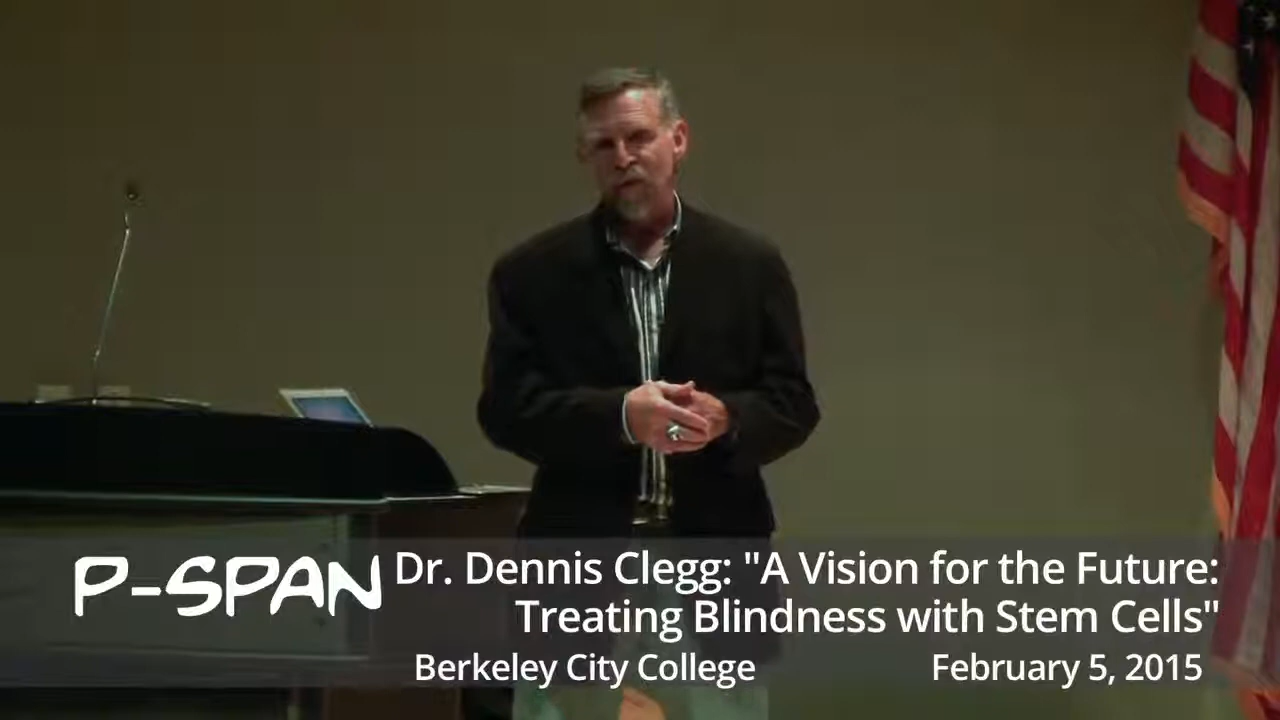 P-SPAN
Dr. Dennis Clegg: "A Vision for the Future:
Treating Blindness with Stem Cells"
Berkeley City College
February 5, 2015